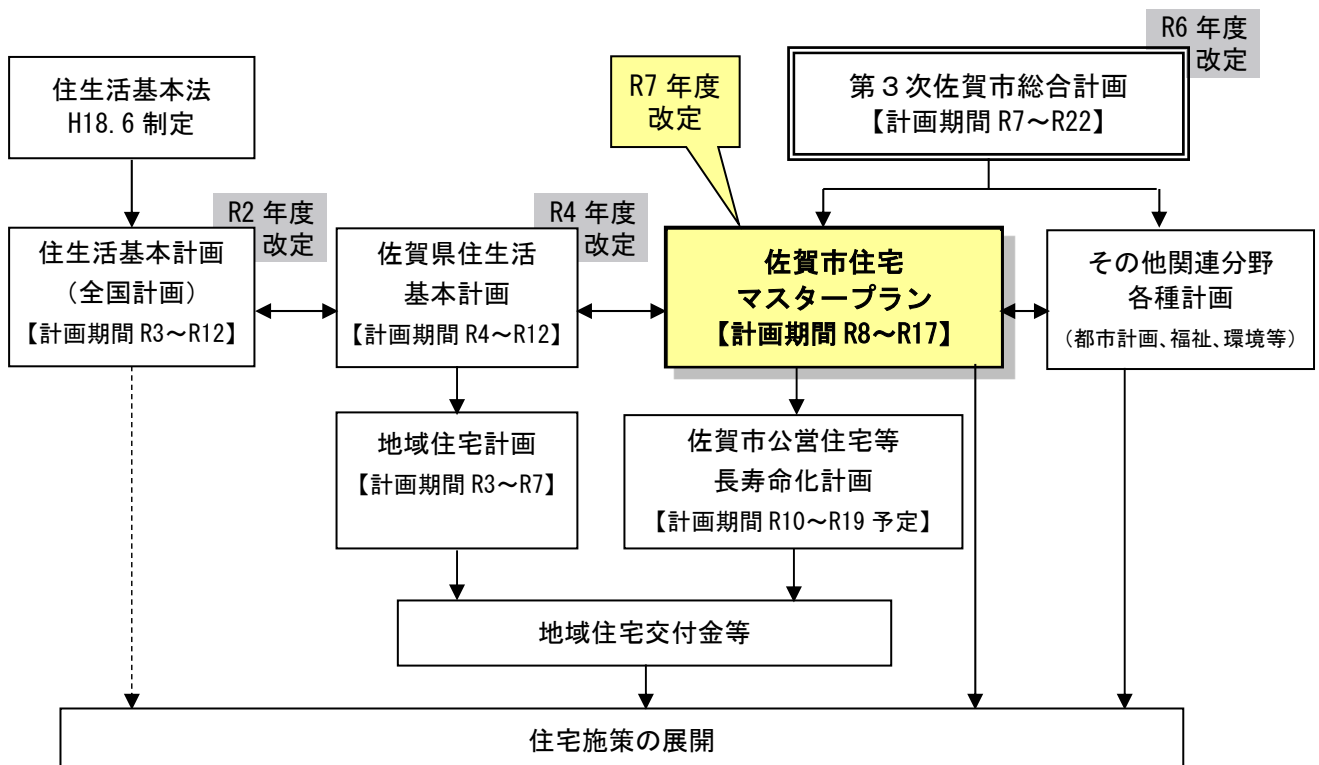 R6 年度
改定
住生活基本法
H18.6 制定
R7 年度
改定
第３次佐賀市総合計画
【計画期間 R7～R22】
R2 年度
改定
R4 年度
改定
住生活基本計画
（全国計画）
【計画期間 R3～R12】
佐賀県住生活
基本計画
【計画期間 R4～R12】
佐賀市住宅
マスタープラン
【計画期間 R8～R17】
その他関連分野
各種計画
（都市計画、福祉、環境等）
地域住宅計画
【計画期間 R3～R7】
佐賀市公営住宅等
長寿命化計画
【計画期間 R10～R19 予定】
地域住宅交付金等
住宅施策の展開